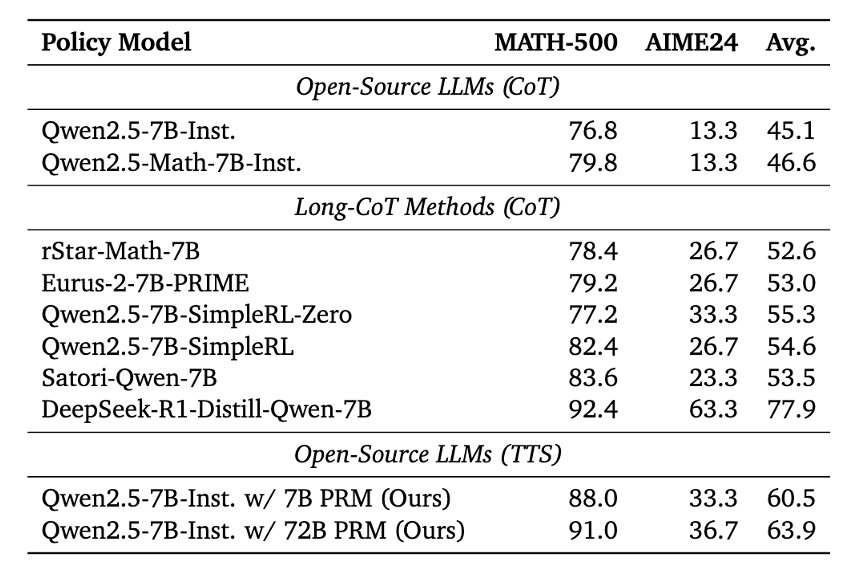 Policy Model MATH-500 AIME24 Avg.
Open-Source LLMs (CoT)
Qwen2.5-7B-Inst. 76.8 13.3 45.1
Qwen2.5-Math-7B-Inst. 79.8 13.3 46.6
Long-CoT Methods (CoT)
rStar-Math-7B 78.4 26.7 52.6
Eurus-2-7B-PRIME 79.2 26.7 53.0
Qwen2.5-7B-SimpleRL-Zero 77.2 33.3 55.3
Qwen2.5-7B-SimpleRL 82.4 26.7 54.6
Satori-Qwen-7B 83.6 23.3 53.5
DeepSeek-R1-Distill-Qwen-7B 92.4 63.3 77.9
Open-Source LLMs (TTS)
Qwen2.5-7B-Inst. w/ 7B PRM (Ours) 88.0 33.3 60.5
Qwen2.5-7B-Inst. w/ 72B PRM (Ours) 91.0 36.7 63.9